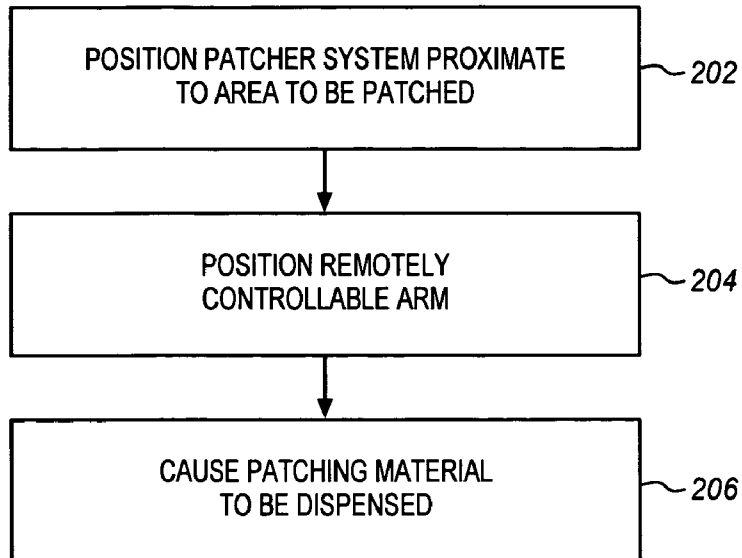 POSITION PATCHER SYSTEM PROXIMATE
TO AREA TO BE PATCHED
202
POSITION REMOTELY
CONTROLLABLE ARM
204
CAUSE PATCHING MATERIAL
TO BE DISPENSED
206